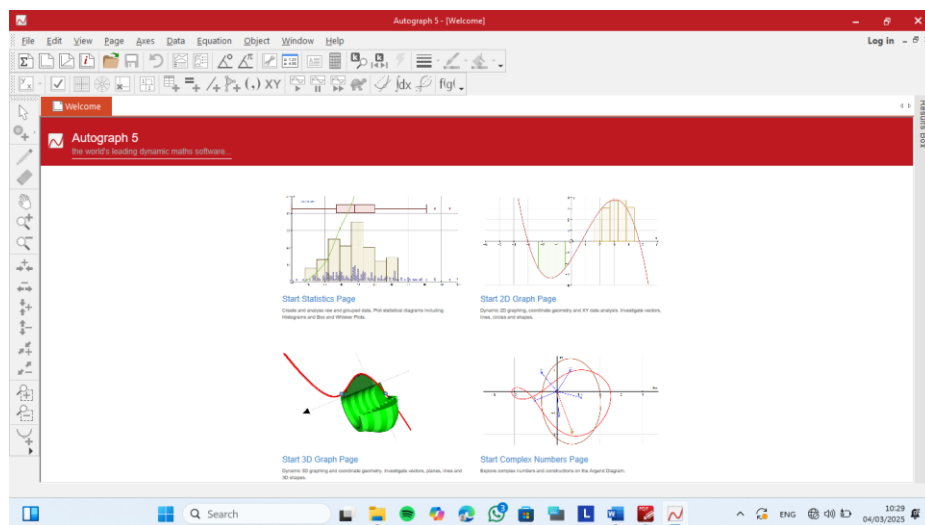 Autograph 5 - [Welcome]
File Edit View Page Axes Data Equation Object Window Help
Log in
XY
∫dx
Welcome
Results Box
Autograph 5
the world's leading dynamic maths software...
Start Statistics Page
Create and analyse raw and grouped data. Plot statistical diagrams including
Histograms and Box and Whisker Plots.
Start 2D Graph Page
Dynamic 2D graphing, coordinate geometry and XY data analysis. Investigate vectors,
lines, circles and shapes.
Start 3D Graph Page
Dynamic 3D graphing and coordinate geometry. Investigate vectors, planes, lines and
3D shapes.
Start Complex Numbers Page
Explore complex numbers and constructions on the Argand Diagram.
Search
ENG
10:29
04/03/2025